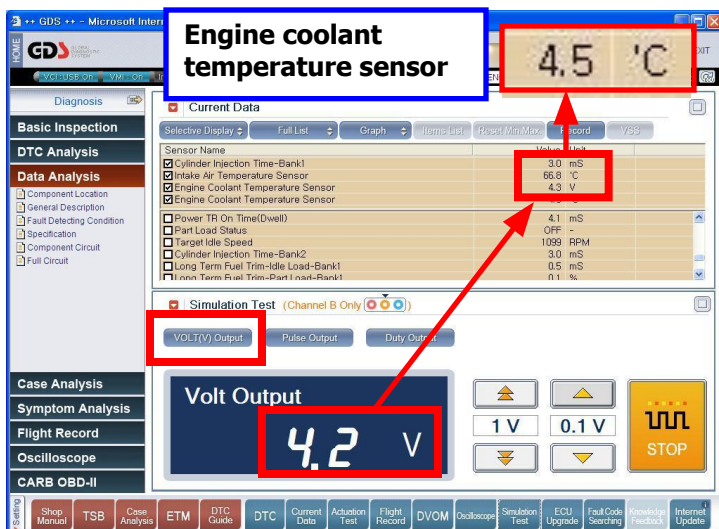 ++ GDS ++ - Microsoft Inter
Engine coolant
temperature sensor
4.5 'C
HOME
GDS
EXIT
VCI:USB On
VMI:On
Diagnosis
Basic Inspection
DTC Analysis
Data Analysis
Component Location
General Description
Fault Detecting Condition
Specification
Component Circuit
Full Circuit
Case Analysis
Symptom Analysis
Flight Record
Oscilloscope
CARB OBD-II
Current Data
Selective Display
Full List
Graph
Items List
Reset Min.Max.
Record
VSS
Sensor Name Value Unit
Cylinder Injection Time-Bank1 3.0 mS
Intake Air Temperature Sensor 66.8 'C
Engine Coolant Temperature Sensor 4.3 V
Engine Coolant Temperature Sensor
Power TR On Time(Dwell) 4.1 mS
Part Load Status OFF -
Target Idle Speed 1099 RPM
Cylinder Injection Time-Bank2 3.0 mS
Long Term Fuel Trim-Idle Load-Bank1 0.5 mS
Long Term Fuel Trim-Part Load-Bank1 0.1 %
Simulation Test (Channel B Only )
VOLT(V) Output
Pulse Output
Duty Output
Volt Output
4.2 V
1 V
0.1 V
STOP
Setting
Shop Manual
TSB
Case Analysis
ETM
DTC Guide
DTC
Current Data
Actuation Test
Flight Record
DVOM
Oscilloscope
Simulation Test
ECU Upgrade
Fault Code Searching
Knowledge Feedback
Internet Update